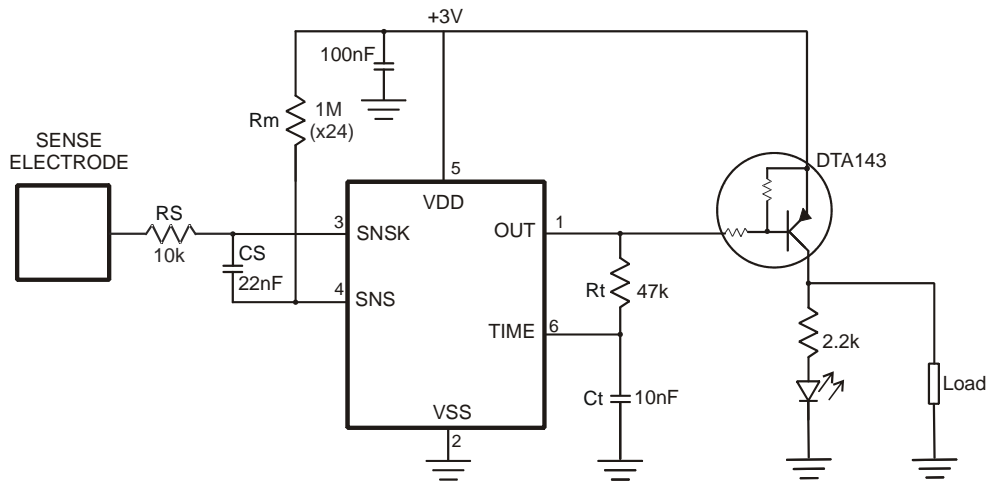 +3V
100nF
Rm
1M
(x24)
SENSE
ELECTRODE
RS
10k
CS
22nF
3
SNSK
4
SNS
5
VDD
OUT
1
TIME
6
VSS
2
Rt
47k
Ct
10nF
DTA143
2.2k
Load